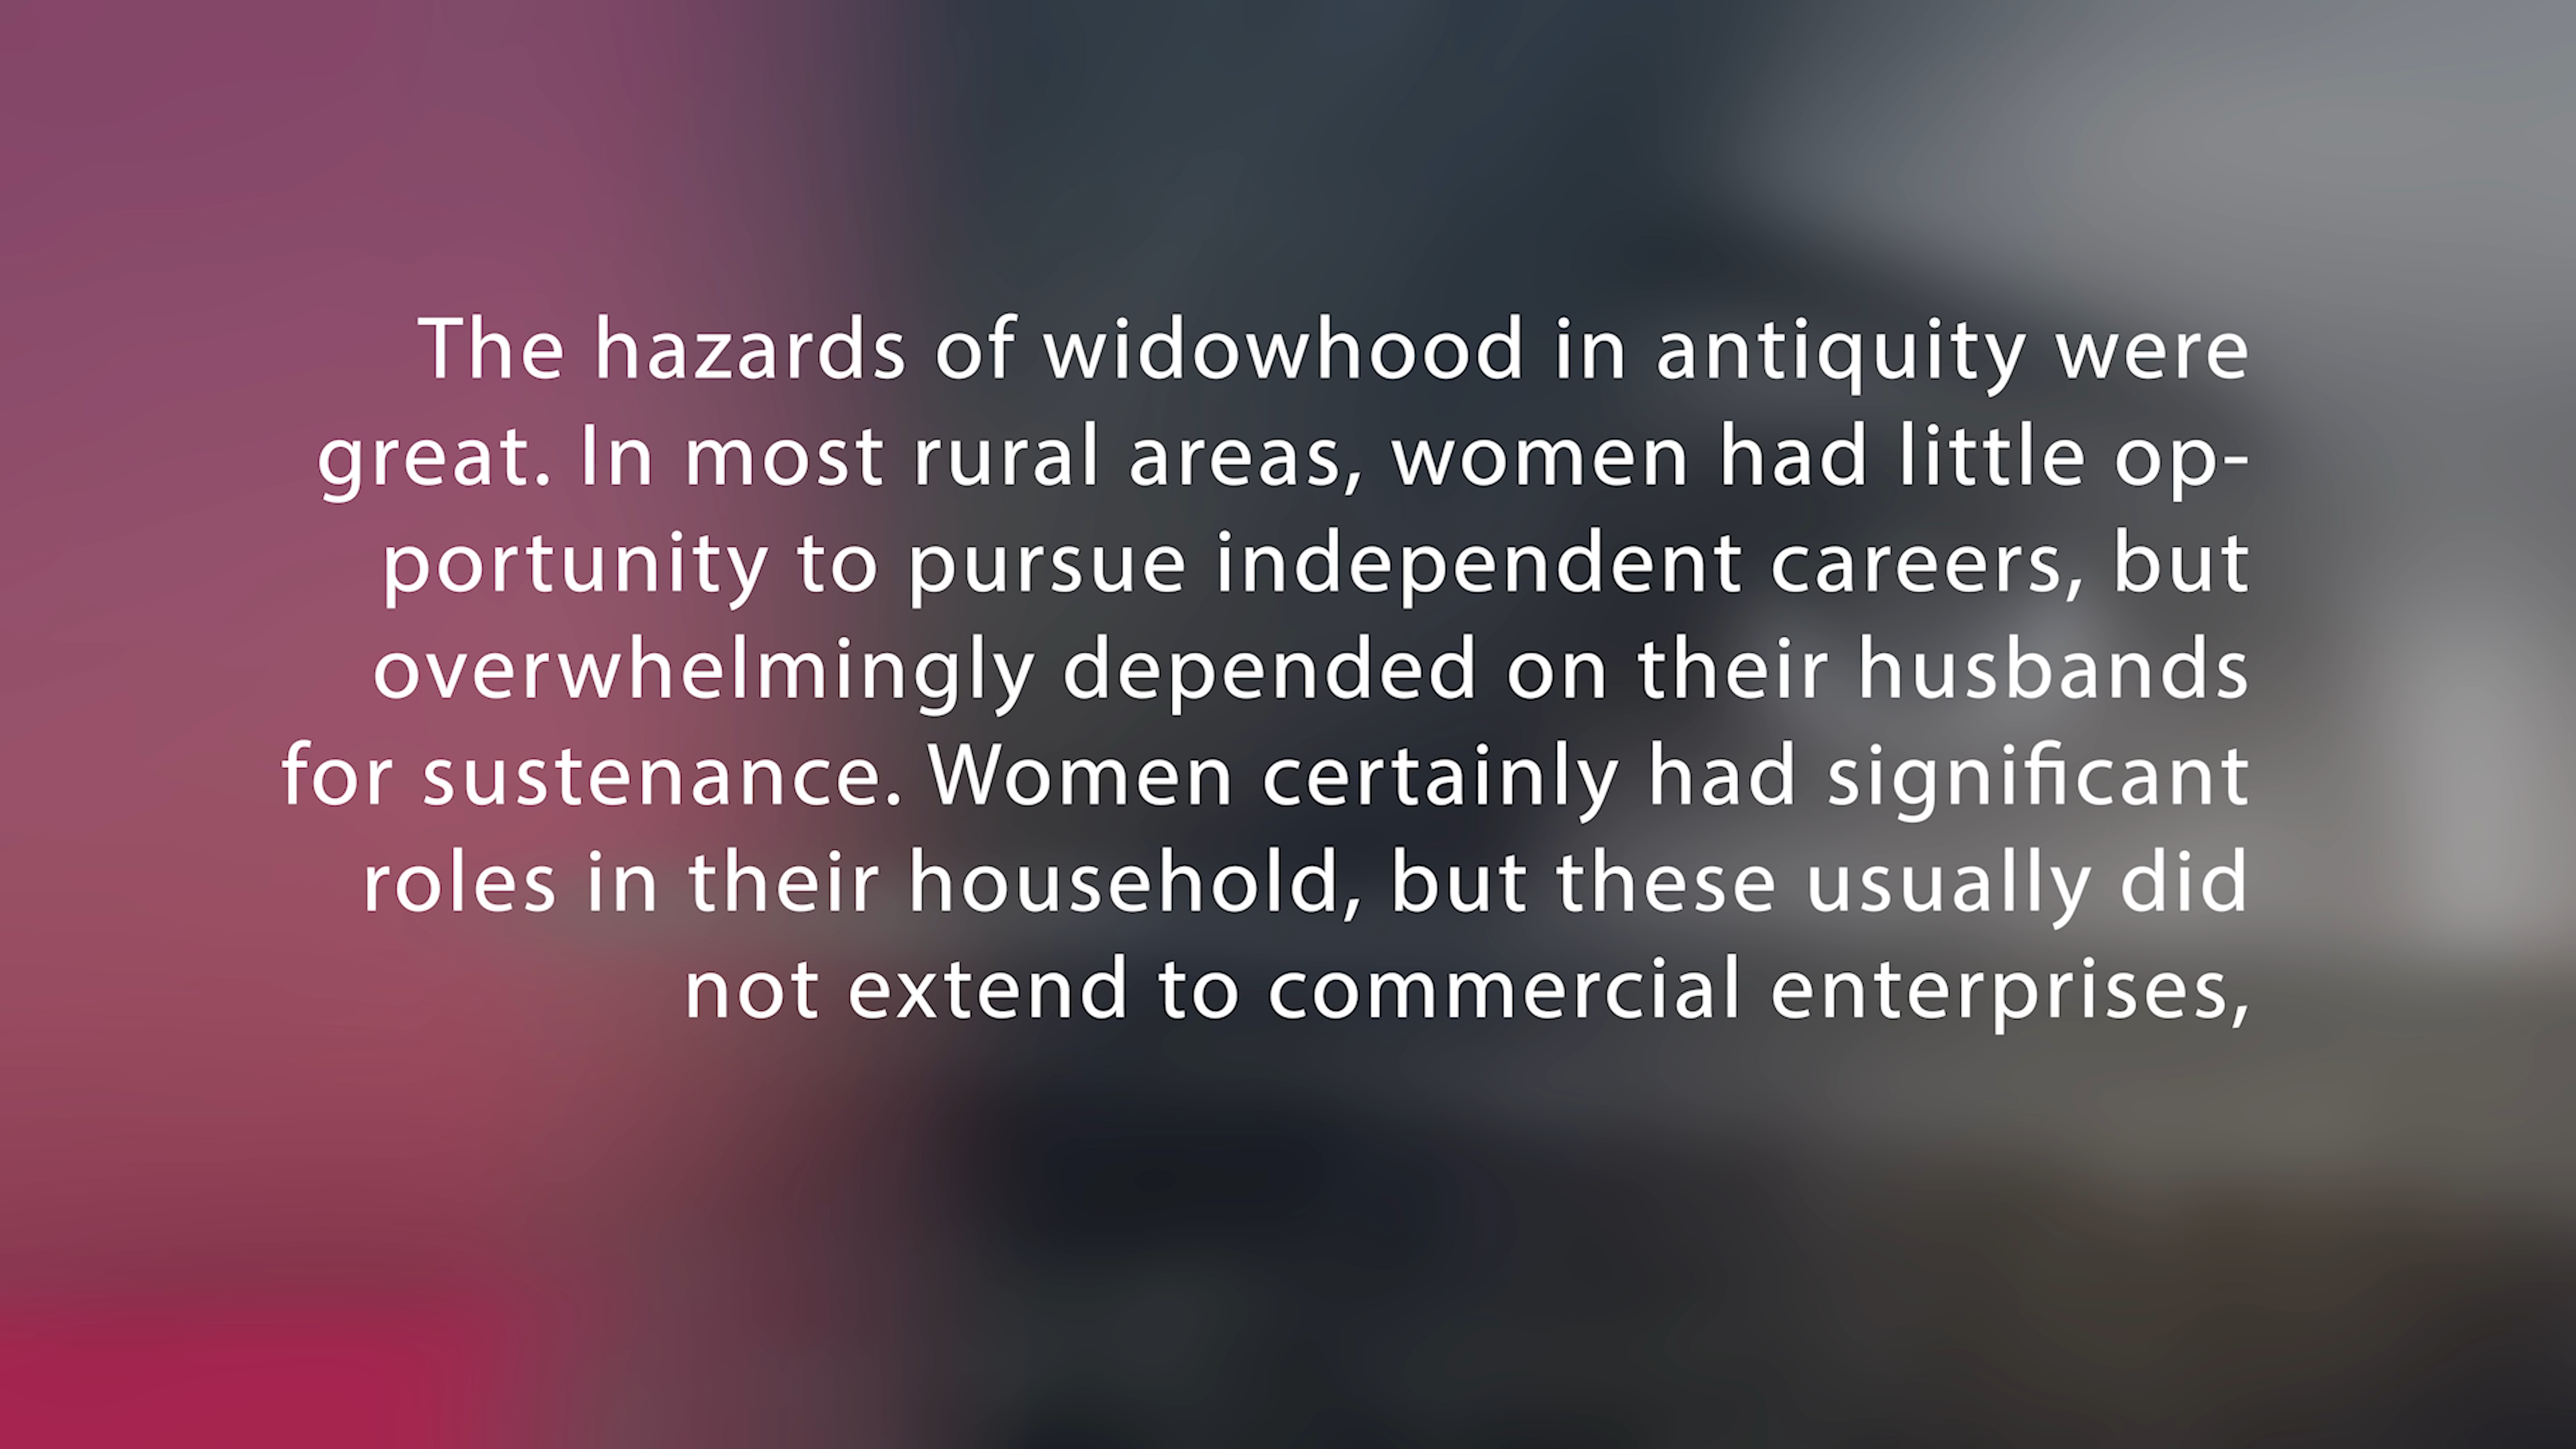 The hazards of widowhood in antiquity were
great. In most rural areas, women had little op-
portunity to pursue independent careers, but
overwhelmingly depended on their husbands
for sustenance. Women certainly had significant
roles in their household, but these usually did
not extend to commercial enterprises,